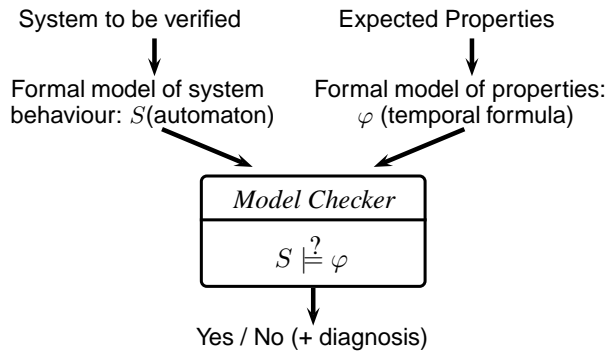 System to be verified
Expected Properties
Formal model of system
behaviour: S(automaton)
Formal model of properties:
φ (temporal formula)
Model Checker
S ⊨? φ
Yes / No (+ diagnosis)